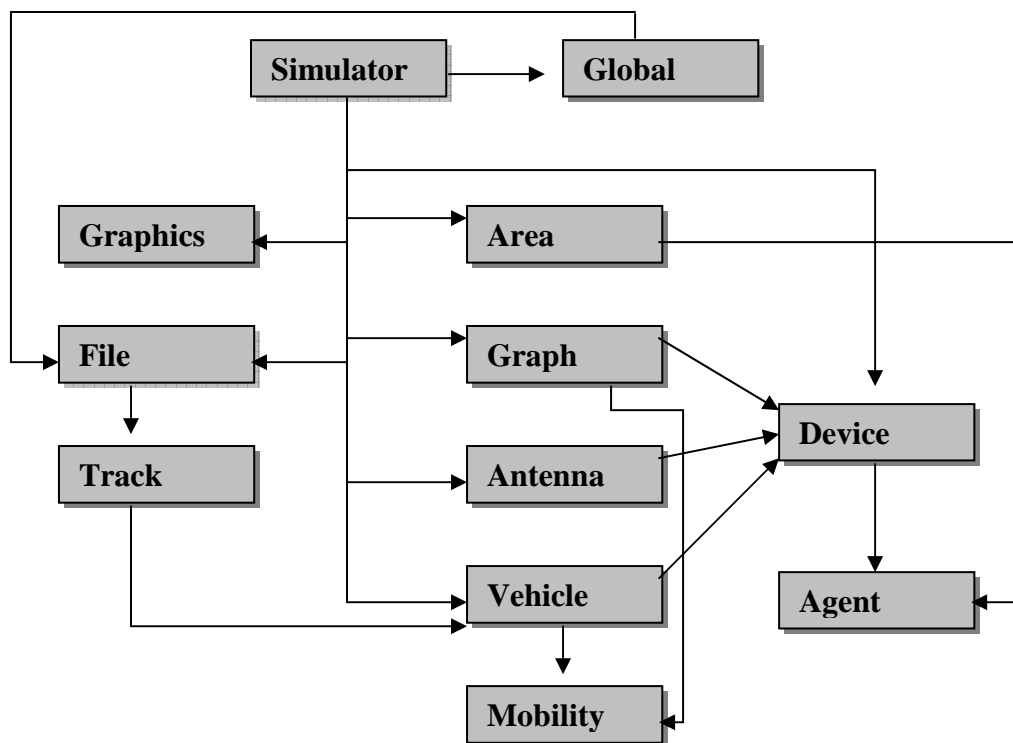 Simulator
Global
Graphics
Area
File
Graph
Device
Track
Antenna
Vehicle
Agent
Mobility